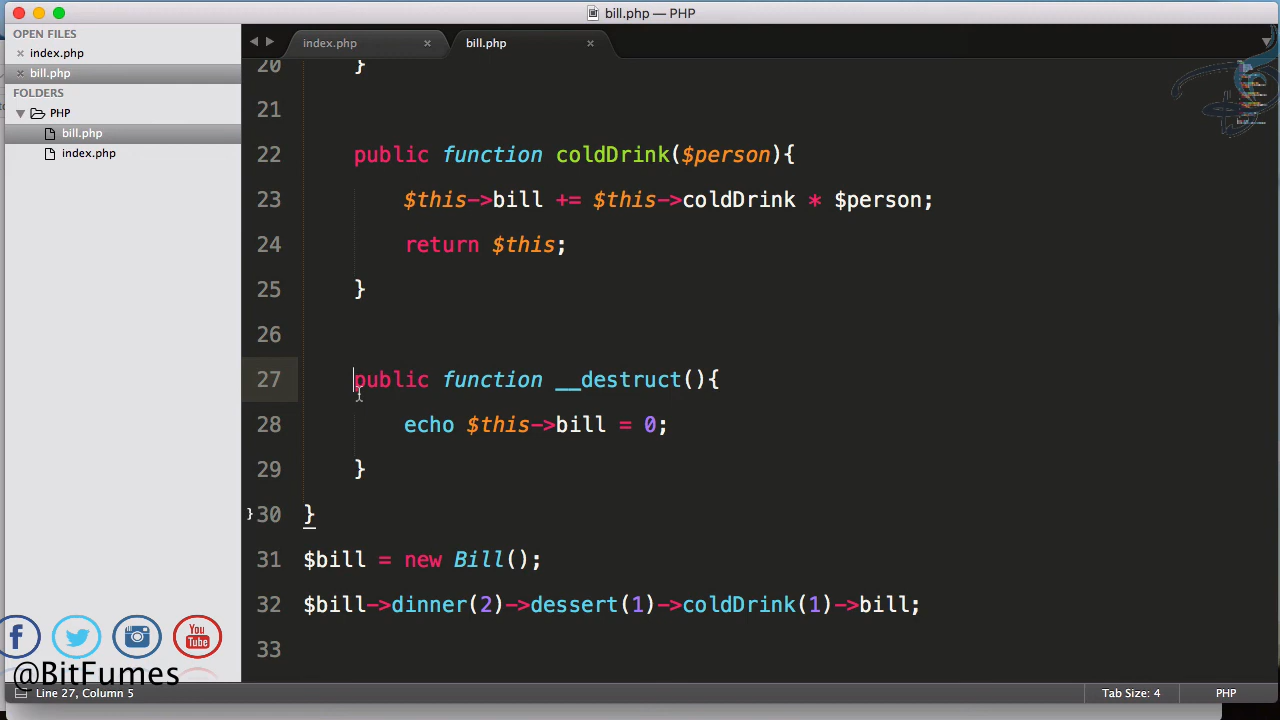 bill.php — PHP
OPEN FILES
index.php
bill.php
FOLDERS
PHP
bill.php
index.php
index.php
bill.php
20 }
21
22 public function coldDrink($person){
23 $this->bill += $this->coldDrink * $person;
24 return $this;
25 }
26
27 public function __destruct(){
28 echo $this->bill = 0;
29 }
} 30 }
31 $bill = new Bill();
32 $bill->dinner(2)->dessert(1)->coldDrink(1)->bill;
33
You
Tube
@BitFumes
Line 27, Column 5
Tab Size: 4
PHP